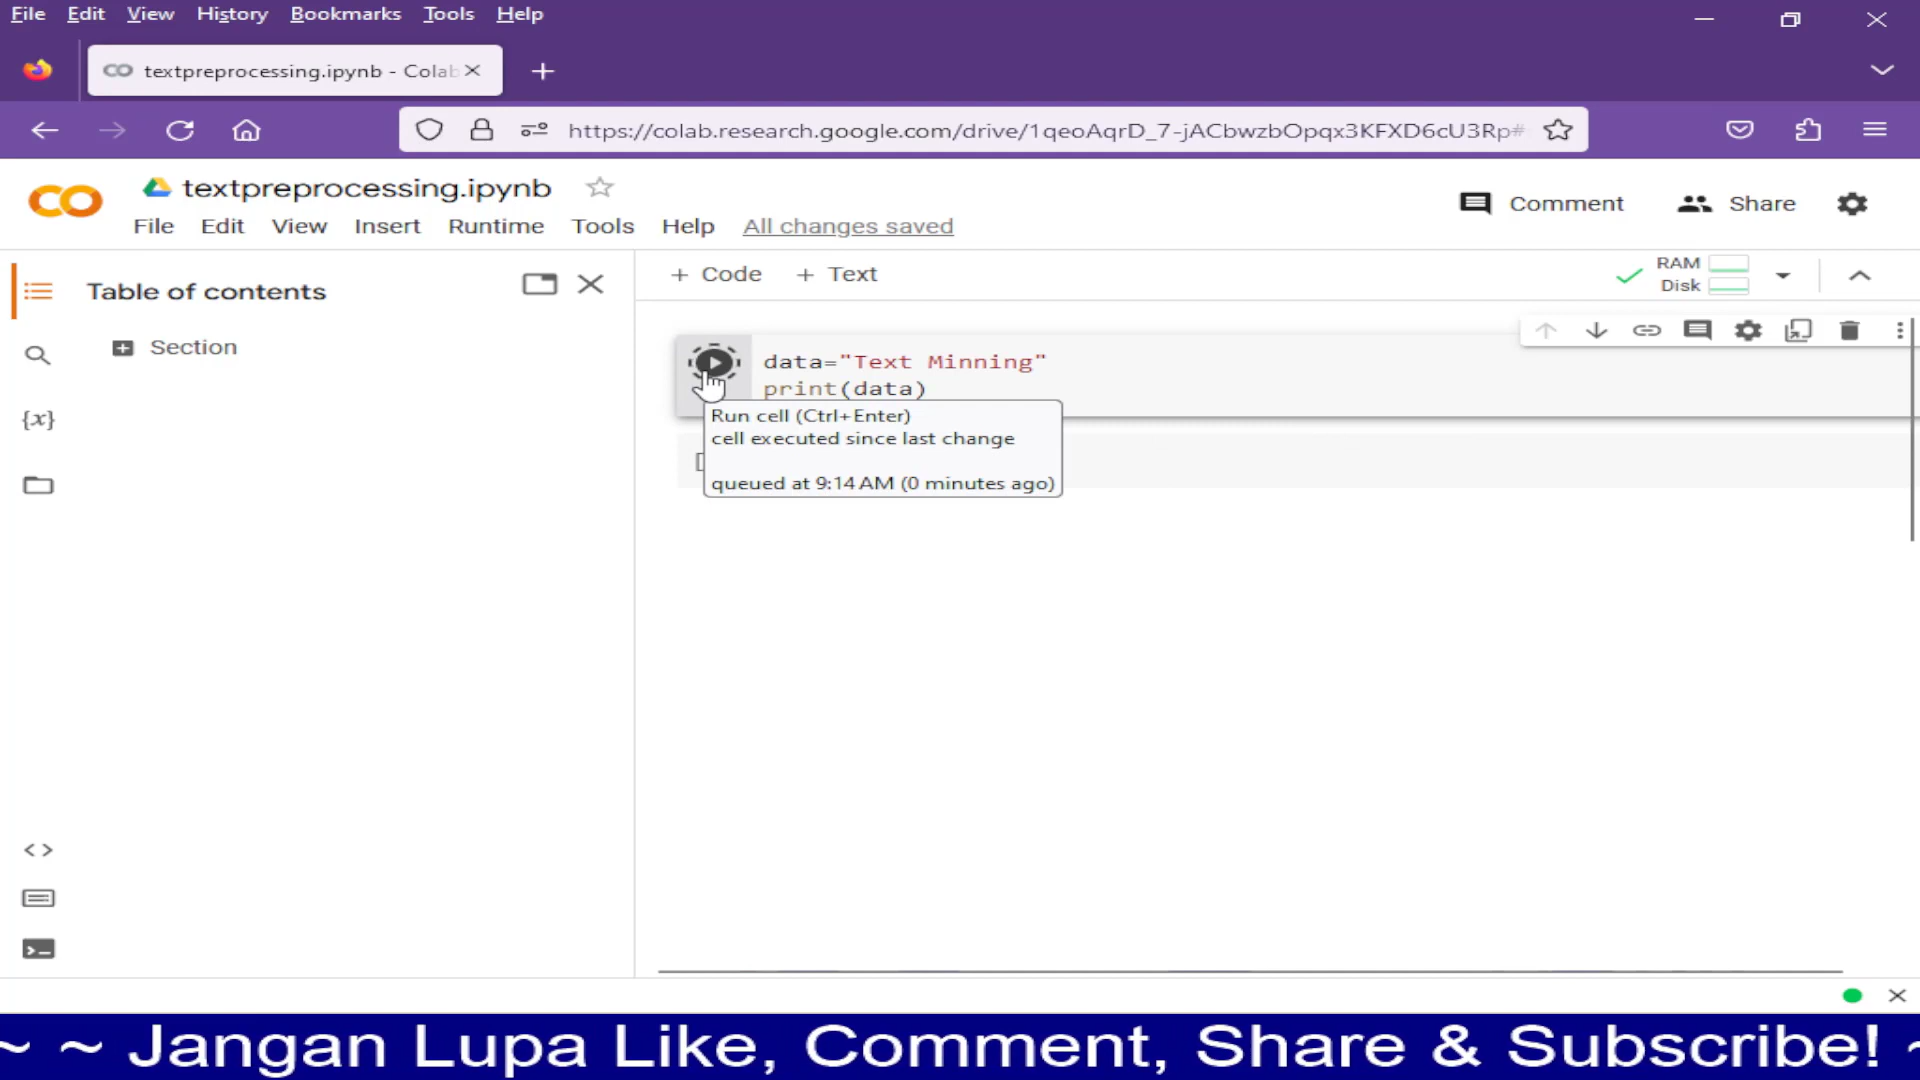 File Edit View History Bookmarks Tools Help
textpreprocessing.ipynb - Colab
https://colab.research.google.com/drive/1qeoAqrD_7-jACbwzbOpqx3KFXD6cU3Rp#
textpreprocessing.ipynb
File Edit View Insert Runtime Tools Help All changes saved
Comment Share
Table of contents
+ Code + Text
RAM
Disk
Section
{x}
data="Text Minning"
print(data)
Run cell (Ctrl+Enter)
cell executed since last change
queued at 9:14 AM (0 minutes ago)
~ ~ Jangan Lupa Like, Comment, Share & Subscribe! ~